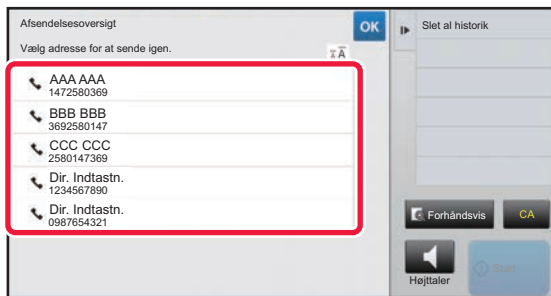 Afsendelsesoversigt
OK
Slet al historik
Vælg adresse for at sende igen.
AAA AAA
1472580369
BBB BBB
3692580147
CCC CCC
2580147369
Dir. Indtastn.
1234567890
Dir. Indtastn.
0987654321
Forhåndsvis
CA
Højttaler
Start